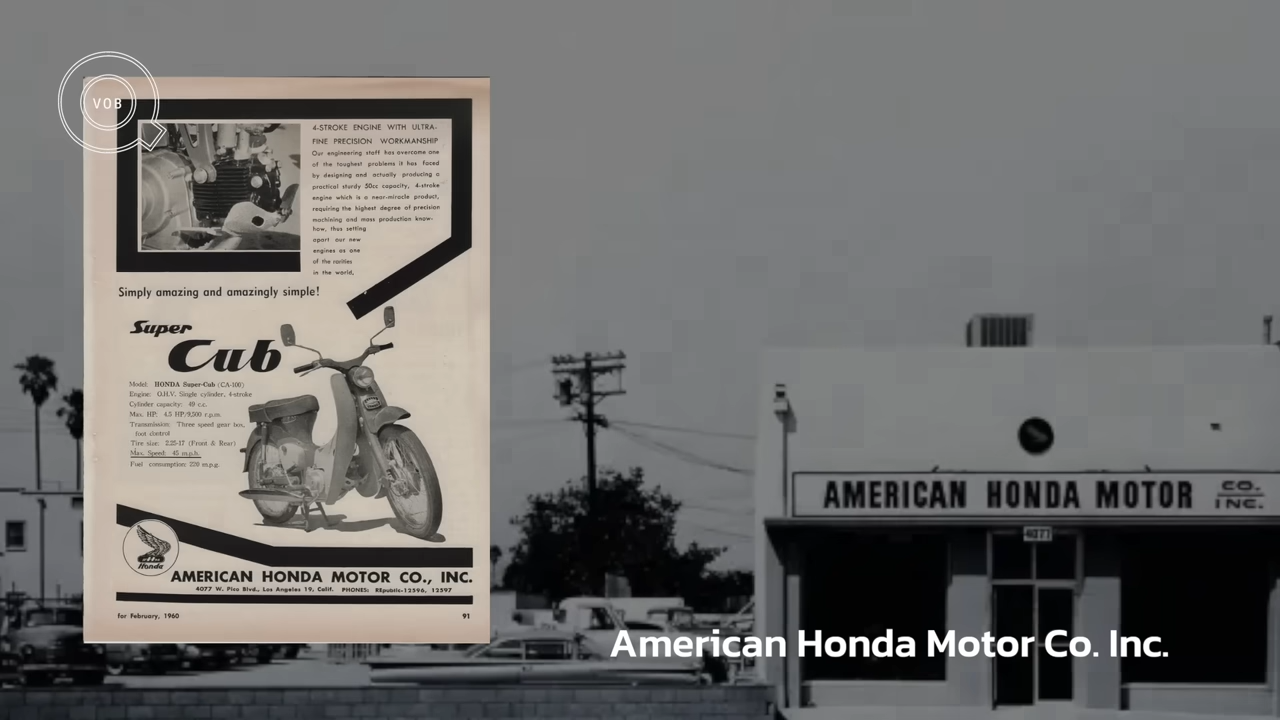 VOB
4-STROKE ENGINE WITH ULTRA-
FINE PRECISION WORKMANSHIP
Our engineering staff has overcome one
of the toughest problems it has faced
by designing and actually producing a
practical sturdy 50cc capacity, 4-stroke
engine which is a near-miracle product,
requiring the highest degree of precision
machining and mass production know-
how, thus setting
apart our new
engines as one
of the rarities
in the world,
Simply amazing and amazingly simple!
Super
Cub
Model: HONDA Super-Cub (CA-100)
Engine: O.H.V. Single cylinder, 4-stroke
Cylinder capacity: 49 c.c.
Max. HP: 4.5 HP/9,500 r.p.m.
Transmission: Three speed gear box,
foot control
Tire size: 2.25-17 (Front & Rear)
Max. Speed: 45 m.p.h.
Fuel consumption: 220 m.p.g.
Honda
AMERICAN HONDA MOTOR CO., INC.
4077 W. Pico Blvd., Los Angeles 19, Calif. PHONES: REpublic-12596, 12597
for February, 1960
91
AMERICAN HONDA MOTOR CO. INC.
4077
American Honda Motor Co. Inc.